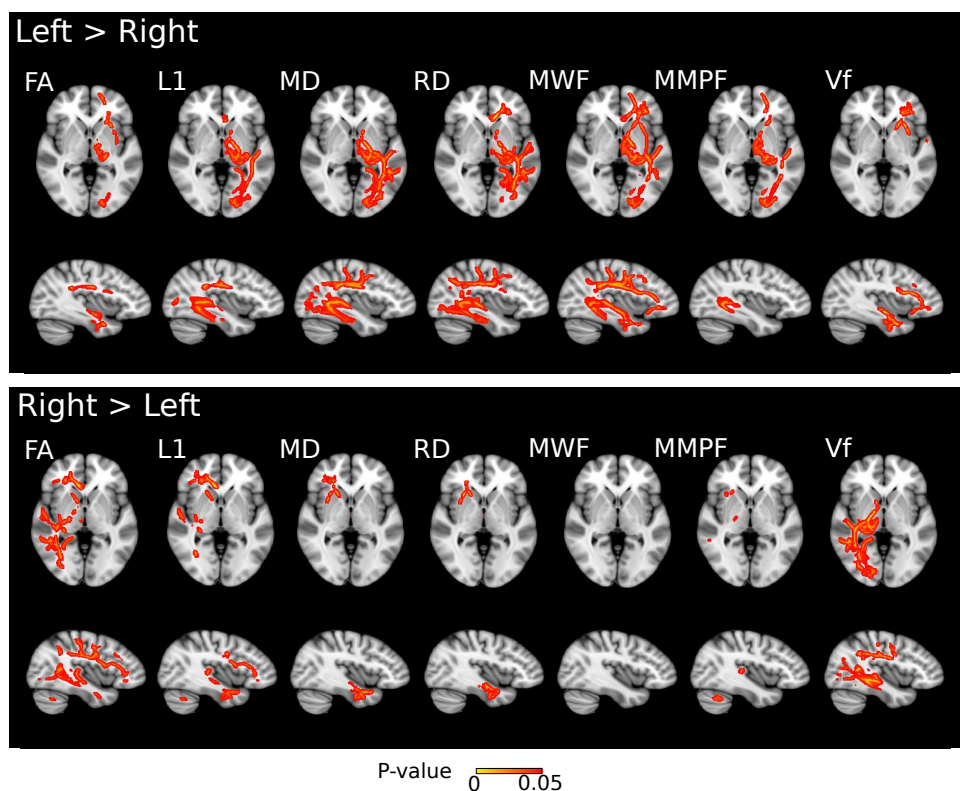 Left > Right
FA L1 MD RD MWF MMPF Vf
Right > Left
FA L1 MD RD MWF MMPF Vf
P-value
0 0.05